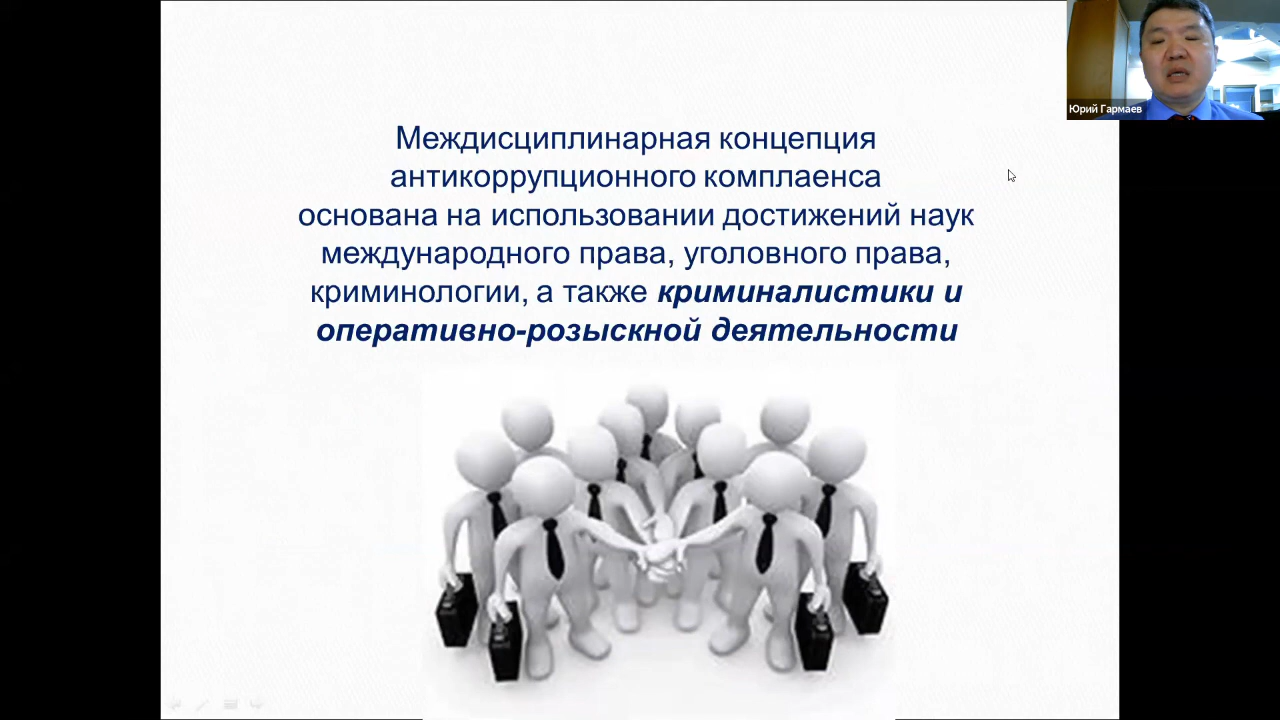 Юрий Гармаев
Междисциплинарная концепция
антикоррупционного комплаенса
основана на использовании достижений наук
международного права, уголовного права,
криминологии, а также криминалистики и
оперативно-розыскной деятельности